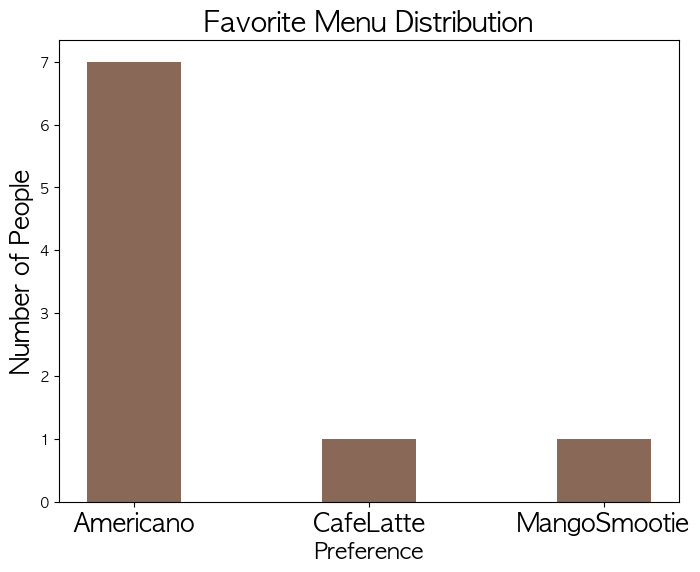 Favorite Menu Distribution
Number of People
7
6
5
4
3
2
1
0
Americano
CafeLatte
MangoSmootie
Preference